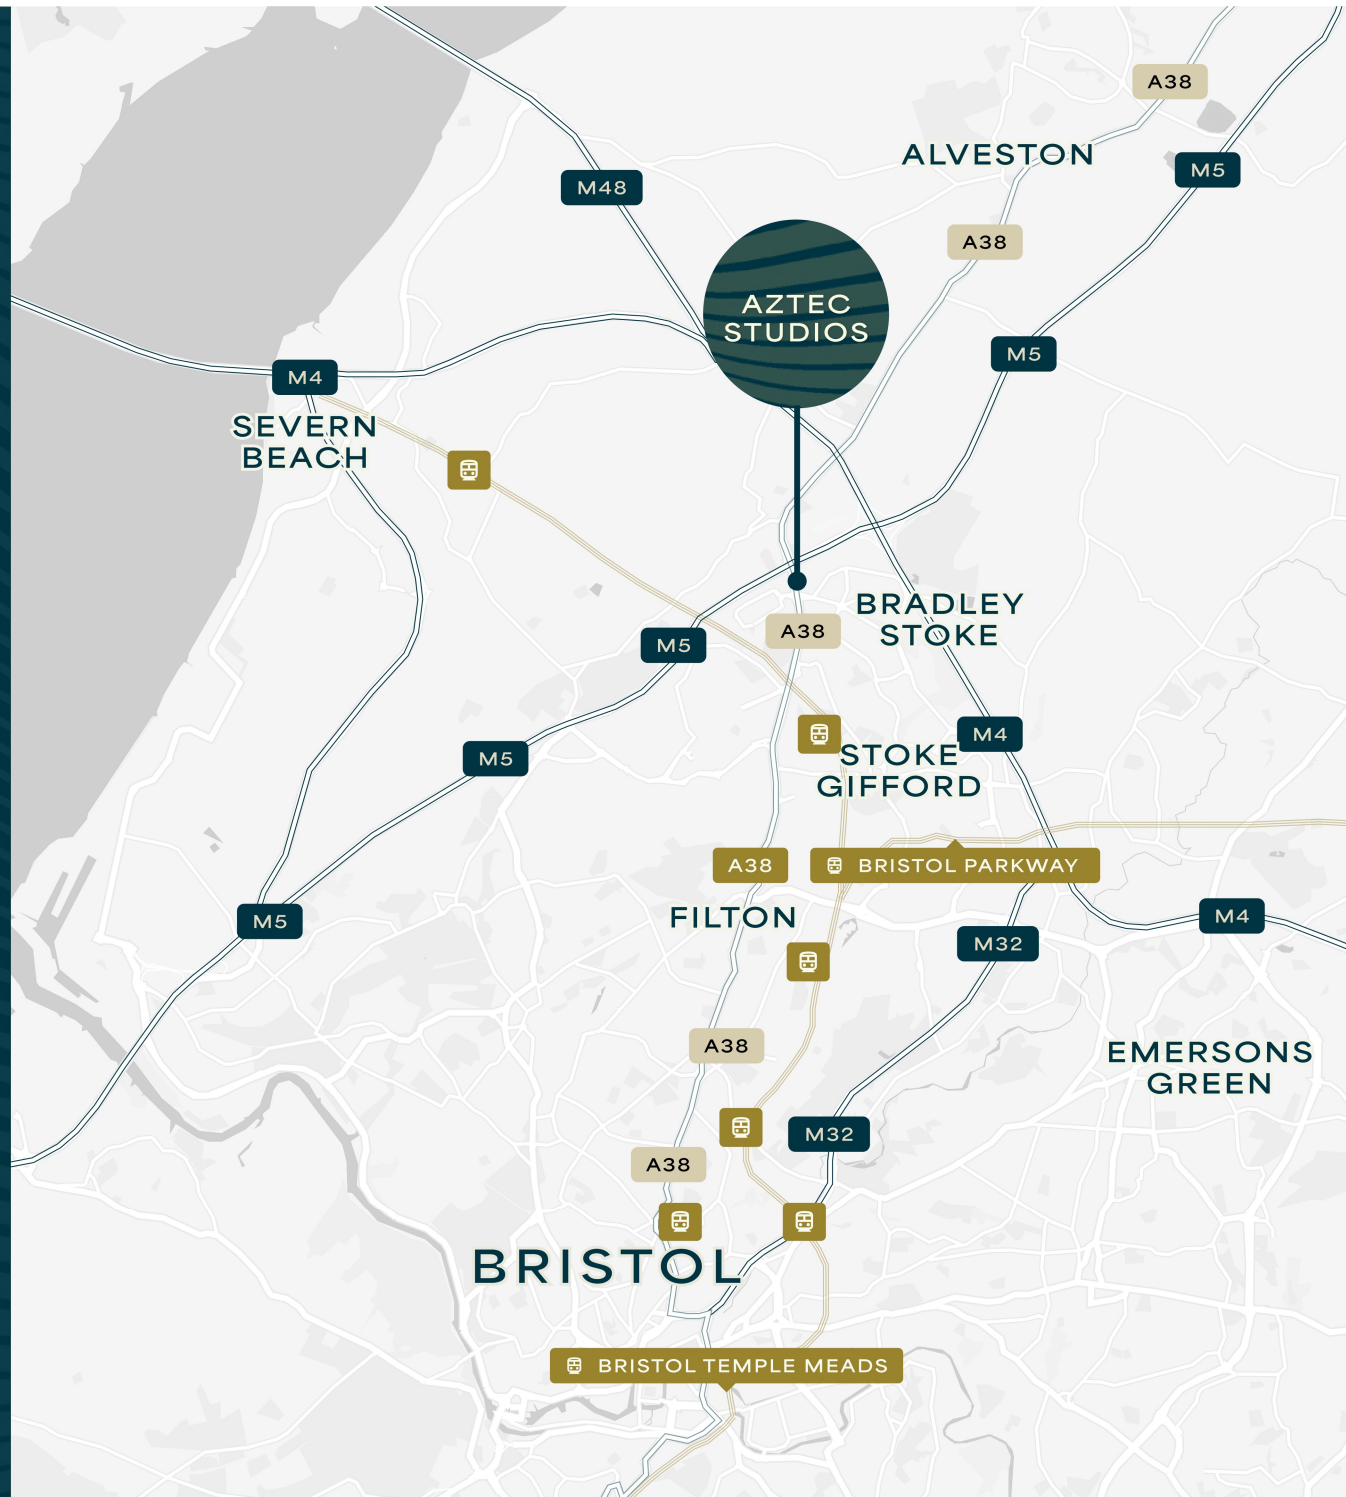 A38
ALVESTON
M5
M48
A38
AZTEC
STUDIOS
M5
M4
SEVERN
BEACH
BRADLEY
STOKE
A38
M5
M4
STOKE
GIFFORD
M5
A38
BRISTOL PARKWAY
M5
FILTON
M4
M32
A38
EMERSONS
GREEN
M32
A38
BRISTOL
BRISTOL TEMPLE MEADS